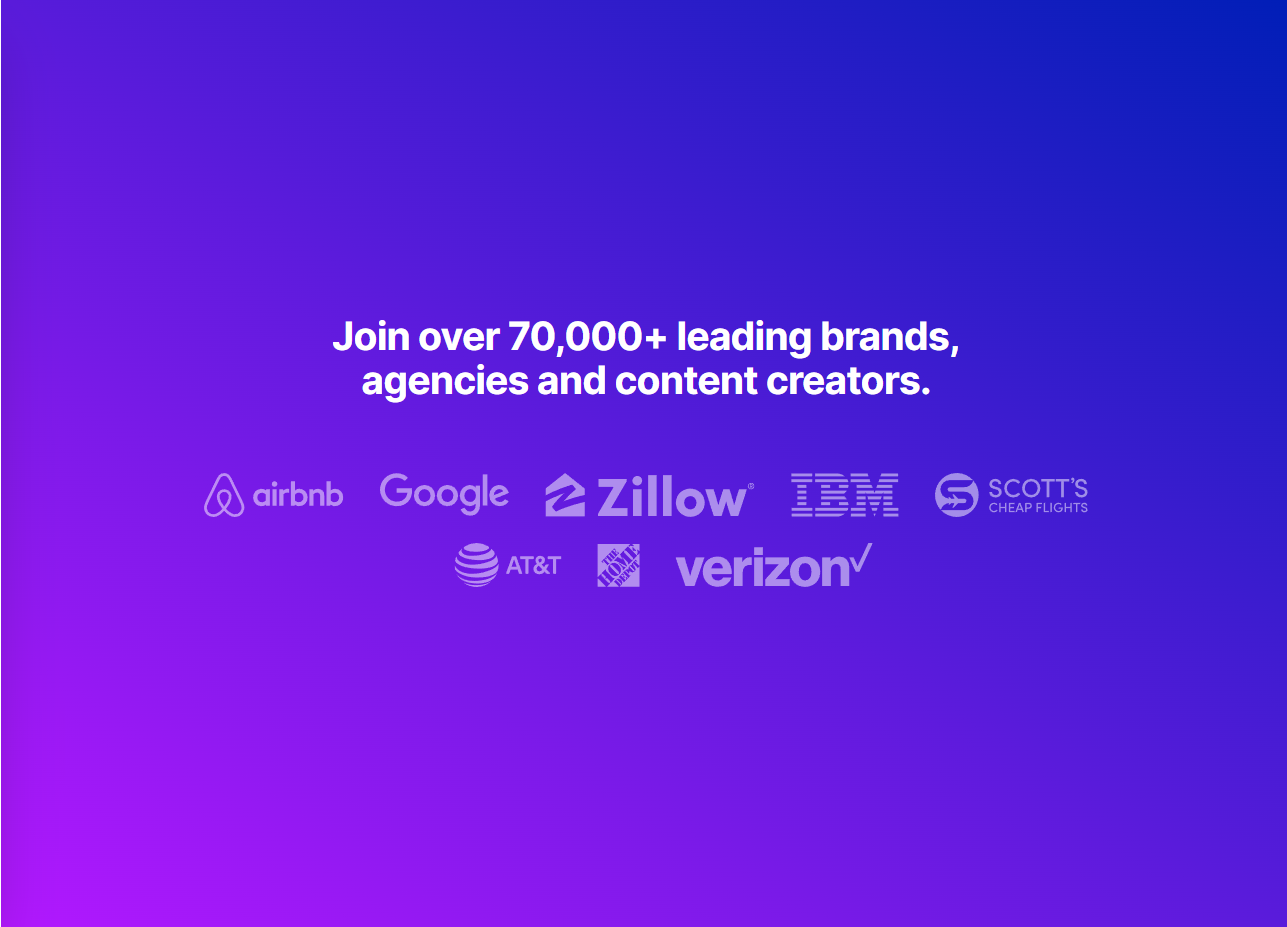 Join over 70,000+ leading brands,
agencies and content creators.
airbnb Google Zillow® IBM SCOTT'S CHEAP FLIGHTS
AT&T THE HOME DEPOT verizon✓